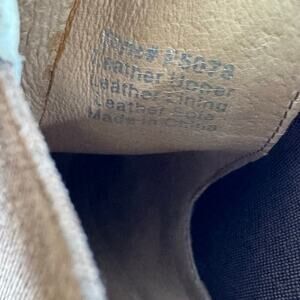 Leather Upper
Leather Lining
Leather Sole
Made in China